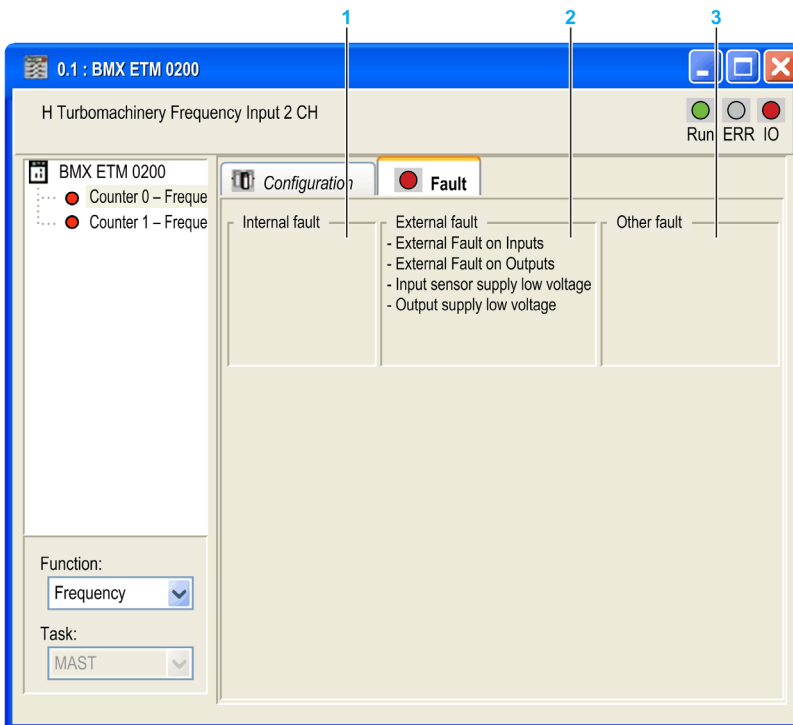 1 2 3
0.1 : BMX ETM 0200
H Turbomachinery Frequency Input 2 CH
Run ERR IO
BMX ETM 0200
Counter 0 – Freque
Counter 1 – Freque
Configuration
Fault
Internal fault
External fault
- External Fault on Inputs
- External Fault on Outputs
- Input sensor supply low voltage
- Output supply low voltage
Other fault
Function:
Frequency
Task:
MAST